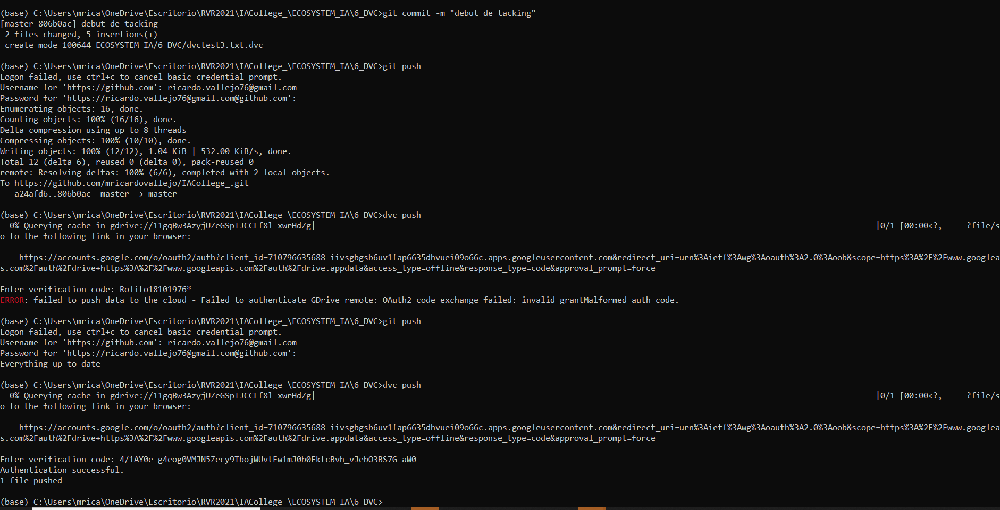 (base) C:\Users\mrica\OneDrive\Escritorio\RVR2021\IACollege_\ECOSYSTEM_IA\6_DVC>git commit -m "debut de tacking"
[master 806b0ac] debut de tacking
 2 files changed, 5 insertions(+)
 create mode 100644 ECOSYSTEM_IA/6_DVC/dvctest3.txt.dvc
(base) C:\Users\mrica\OneDrive\Escritorio\RVR2021\IACollege_\ECOSYSTEM_IA\6_DVC>git push
Logon failed, use ctrl+c to cancel basic credential prompt.
Username for 'https://github.com': ricardo.vallejo76@gmail.com
Password for 'https://ricardo.vallejo76@gmail.com@github.com':
Enumerating objects: 16, done.
Counting objects: 100% (16/16), done.
Delta compression using up to 8 threads
Compressing objects: 100% (10/10), done.
Writing objects: 100% (12/12), 1.04 KiB | 532.00 KiB/s, done.
Total 12 (delta 6), reused 0 (delta 0), pack-reused 0
remote: Resolving deltas: 100% (6/6), completed with 2 local objects.
To https://github.com/mricardovallejo/IACollege_.git
   a24afd6..806b0ac  master -> master
(base) C:\Users\mrica\OneDrive\Escritorio\RVR2021\IACollege_\ECOSYSTEM_IA\6_DVC>dvc push
  0% Querying cache in gdrive://11gqBw3AzyjUZeGSpTJCCLf8l_xwrHdZg| |0/1 [00:00<?, ?file/s
o to the following link in your browser:
    https://accounts.google.com/o/oauth2/auth?client_id=710796635688-iivsgbgsb6uv1fap6635dhvuei09o66c.apps.googleusercontent.com&redirect_uri=urn%3Aietf%3Awg%3Aoauth%3A2.0%3Aoob&scope=https%3A%2F%2Fwww.googlea
s.com%2Fauth%2Fdrive+https%3A%2F%2Fwww.googleapis.com%2Fauth%2Fdrive.appdata&access_type=offline&response_type=code&approval_prompt=force
Enter verification code: Rolito18101976*
ERROR: failed to push data to the cloud - Failed to authenticate GDrive remote: OAuth2 code exchange failed: invalid_grantMalformed auth code.
(base) C:\Users\mrica\OneDrive\Escritorio\RVR2021\IACollege_\ECOSYSTEM_IA\6_DVC>git push
Logon failed, use ctrl+c to cancel basic credential prompt.
Username for 'https://github.com': ricardo.vallejo76@gmail.com
Password for 'https://ricardo.vallejo76@gmail.com@github.com':
Everything up-to-date
(base) C:\Users\mrica\OneDrive\Escritorio\RVR2021\IACollege_\ECOSYSTEM_IA\6_DVC>dvc push
  0% Querying cache in gdrive://11gqBw3AzyjUZeGSpTJCCLf8l_xwrHdZg| |0/1 [00:00<?, ?file/s
o to the following link in your browser:
    https://accounts.google.com/o/oauth2/auth?client_id=710796635688-iivsgbgsb6uv1fap6635dhvuei09o66c.apps.googleusercontent.com&redirect_uri=urn%3Aietf%3Awg%3Aoauth%3A2.0%3Aoob&scope=https%3A%2F%2Fwww.googlea
s.com%2Fauth%2Fdrive+https%3A%2F%2Fwww.googleapis.com%2Fauth%2Fdrive.appdata&access_type=offline&response_type=code&approval_prompt=force
Enter verification code: 4/1AY0e-g4eog0VMJN5Zecy9TbojWUvtFw1mJ0b0EktcBvh_vJebO3BS7G-aW0
Authentication successful.
1 file pushed
(base) C:\Users\mrica\OneDrive\Escritorio\RVR2021\IACollege_\ECOSYSTEM_IA\6_DVC>